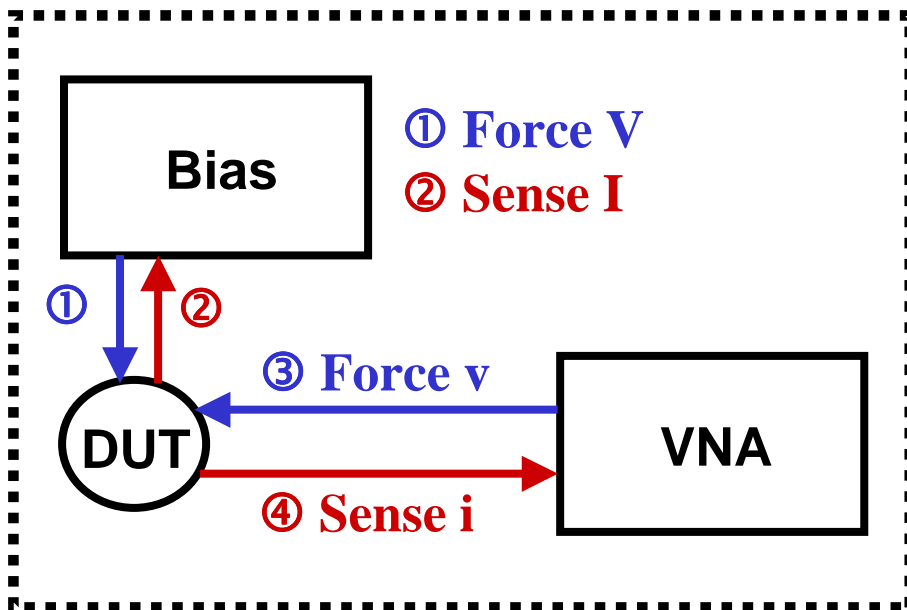 Bias
① Force V
② Sense I
①
②
③ Force v
DUT
VNA
④ Sense i